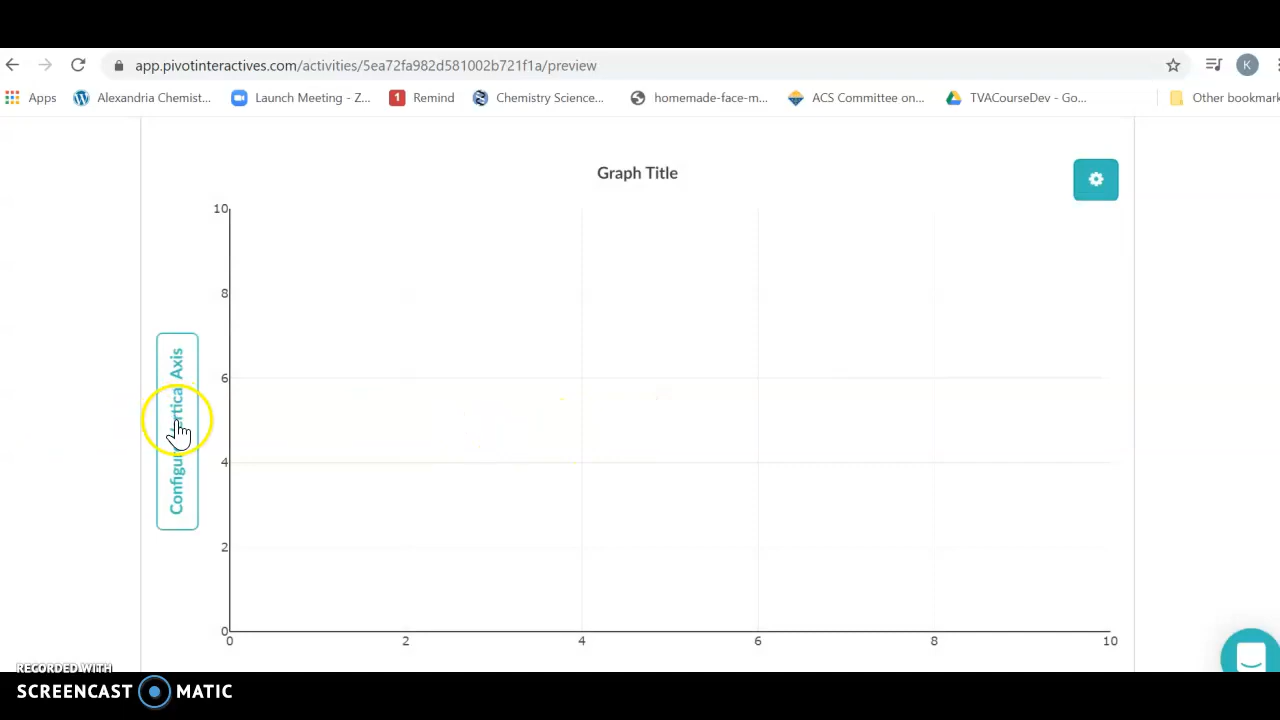 app.pivotinteractives.com/activities/5ea72fa982d581002b721f1a/preview
K
Apps Alexandria Chemist... Launch Meeting - Z... 1 Remind Chemistry Science... homemade-face-m... ACS Committee on... TVACourseDev - Go... Other bookmark
Graph Title
10
8
6
4
2
0
Axis
0 2 4 6 8 10
RECORDED WITH
SCREENCAST MATIC